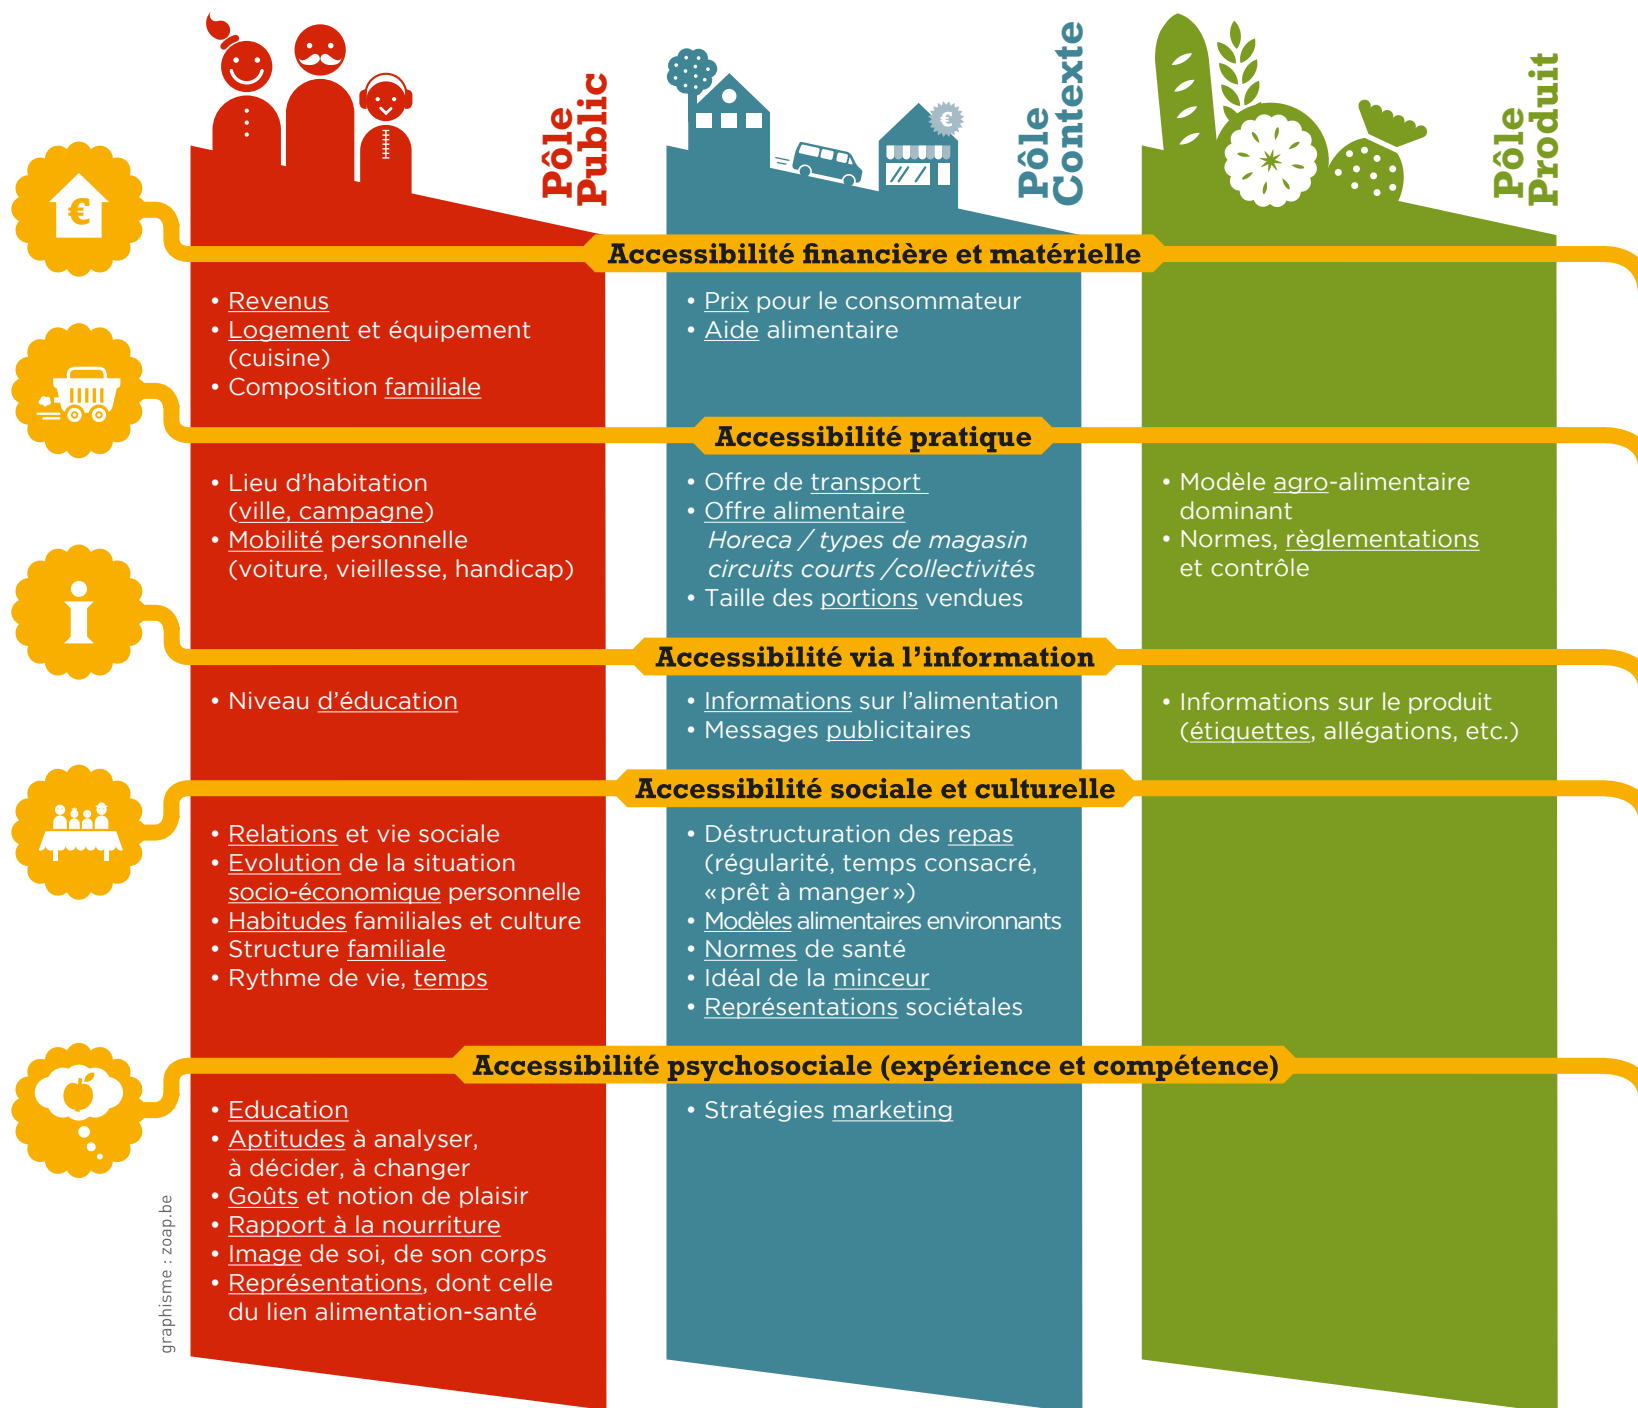 Pôle
Public
Pôle
Contexte
Pôle
Produit
€
€
Accessibilité financière et matérielle
• Revenus
• Logement et équipement
(cuisine)
• Composition familiale
• Prix pour le consommateur
• Aide alimentaire
Accessibilité pratique
• Lieu d’habitation
(ville, campagne)
• Mobilité personnelle
(voiture, vieillesse, handicap)
• Offre de transport
• Offre alimentaire
Horeca / types de magasin
circuits courts /collectivités
• Taille des portions vendues
• Modèle agro-alimentaire
dominant
• Normes, règlementations
et contrôle
i
Accessibilité via l’information
• Niveau d’éducation
• Informations sur l’alimentation
• Messages publicitaires
• Informations sur le produit
(étiquettes, allégations, etc.)
Accessibilité sociale et culturelle
• Relations et vie sociale
• Evolution de la situation
socio-économique personnelle
• Habitudes familiales et culture
• Structure familiale
• Rythme de vie, temps
• Déstructuration des repas
(régularité, temps consacré,
«prêt à manger»)
• Modèles alimentaires environnants
• Normes de santé
• Idéal de la minceur
• Représentations sociétales
Accessibilité psychosociale (expérience et compétence)
• Education
• Aptitudes à analyser,
à décider, à changer
• Goûts et notion de plaisir
• Rapport à la nourriture
• Image de soi, de son corps
• Représentations, dont celle
du lien alimentation-santé
• Stratégies marketing
graphisme : zoap.be